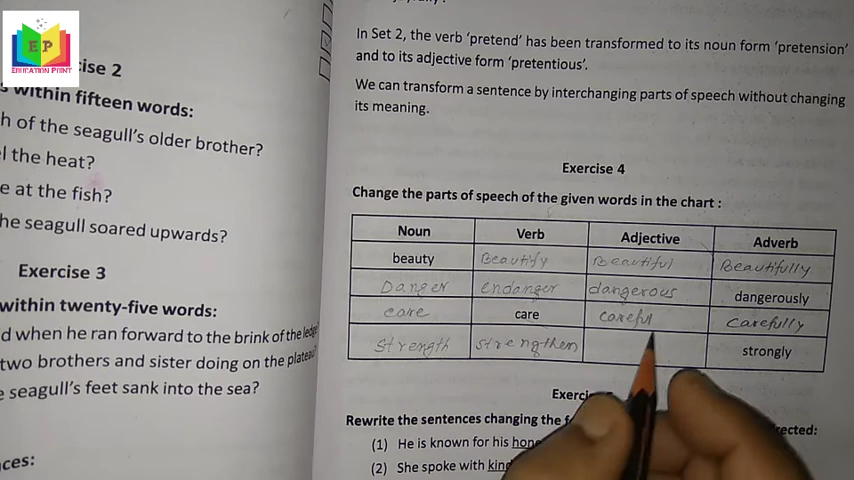 EP
EDUCATION POINT
cise 2
s within fifteen words:
h of the seagull's older brother?
l the heat?
e at the fish?
he seagull soared upwards?
Exercise 3
within twenty-five words:
d when he ran forward to the brink of the ledge
two brothers and sister doing on the plateau
e seagull's feet sank into the sea?
ces:
In Set 2, the verb 'pretend' has been transformed to its noun form 'pretension'
and to its adjective form 'pretentious'.
We can transform a sentence by interchanging parts of speech without changing
its meaning.
Exercise 4
Change the parts of speech of the given words in the chart :
Noun Verb Adjective Adverb
beauty Beautify Beautiful Beautifully
Danger endanger dangerous dangerously
care care careful carefully
Strength strengthen strongly
Rewrite the sentences changing the
(1) He is known for his
(2) She spoke with